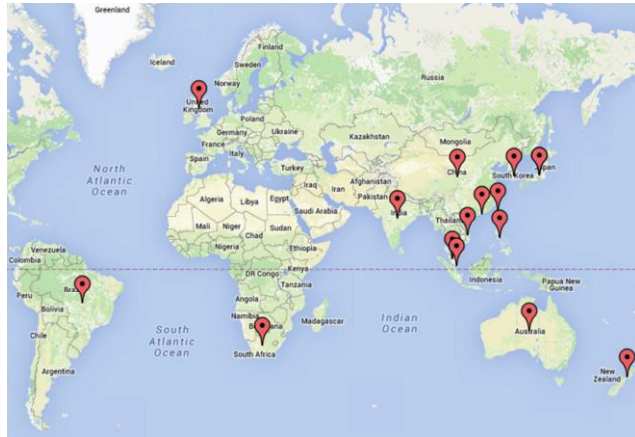 Greenland
Iceland
Finland
Sweden
Norway
Russia
United
Kingdom
Poland
Germany
Ukraine
France
Kazakhstan
Mongolia
Spain
Italy
Turkey
China
South Korea
Japan
North
Atlantic
Ocean
Iraq
Iran
Afghanistan
Pakistan
Algeria
Libya
Egypt
Saudi Arabia
India
Mali
Niger
Chad
Sudan
Thailand
Nigeria
Ethiopia
Venezuela
Colombia
DR Congo
Kenya
Tanzania
Indonesia
Papua New
Guinea
Peru
Brazil
Bolivia
Angola
Namibia
Botswana
Madagascar
Indian
Ocean
Chile
South
Atlantic
Ocean
South Africa
Australia
Argentina
New
Zealand